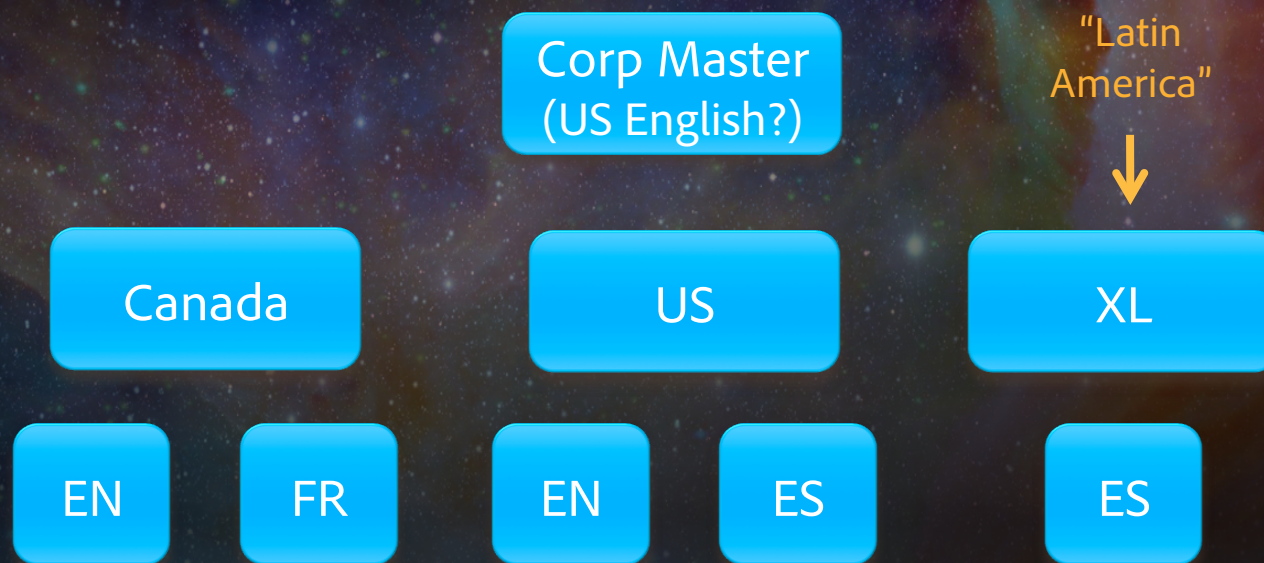 Corp Master
(US English?)
“Latin
America”
Canada
US
XL
EN
FR
EN
ES
ES